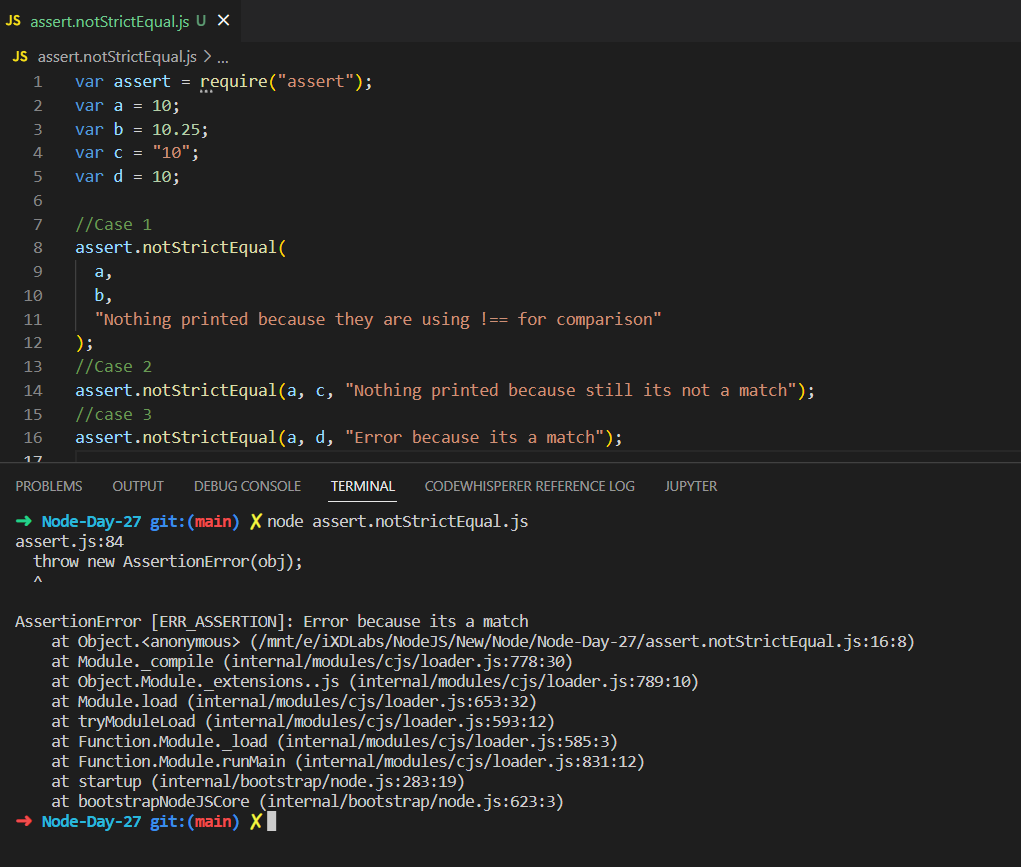 JS assert.notStrictEqual.js U ✕
JS assert.notStrictEqual.js > ...
1 var assert = require("assert");
2 var a = 10;
3 var b = 10.25;
4 var c = "10";
5 var d = 10;
6
7 //Case 1
8 assert.notStrictEqual(
9 a,
10 b,
11 "Nothing printed because they are using !== for comparison"
12 );
13 //Case 2
14 assert.notStrictEqual(a, c, "Nothing printed because still its not a match");
15 //case 3
16 assert.notStrictEqual(a, d, "Error because its a match");
17
PROBLEMS OUTPUT DEBUG CONSOLE TERMINAL CODEWHISPERER REFERENCE LOG JUPYTER
➜ Node-Day-27 git:(main) ✗ node assert.notStrictEqual.js
assert.js:84
throw new AssertionError(obj);
^
AssertionError [ERR_ASSERTION]: Error because its a match
at Object.<anonymous> (/mnt/e/iXDLabs/NodeJS/New/Node/Node-Day-27/assert.notStrictEqual.js:16:8)
at Module._compile (internal/modules/cjs/loader.js:778:30)
at Object.Module._extensions..js (internal/modules/cjs/loader.js:789:10)
at Module.load (internal/modules/cjs/loader.js:653:32)
at tryModuleLoad (internal/modules/cjs/loader.js:593:12)
at Function.Module._load (internal/modules/cjs/loader.js:585:3)
at Function.Module.runMain (internal/modules/cjs/loader.js:831:12)
at startup (internal/bootstrap/node.js:283:19)
at bootstrapNodeJSCore (internal/bootstrap/node.js:623:3)
➜ Node-Day-27 git:(main) ✗